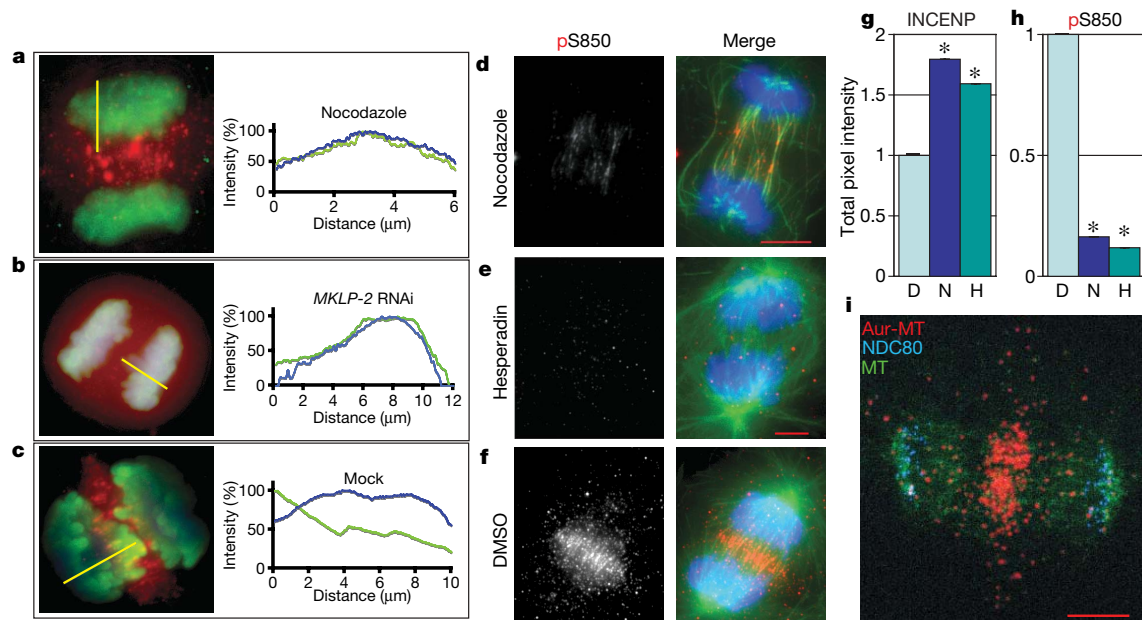 a
Nocodazole
Intensity (%)
100
50
0
0 2 4 6
Distance (μm)
b
MKLP-2 RNAi
Intensity (%)
100
50
0
0 2 4 6 8 10 12
Distance (μm)
c
Mock
Intensity (%)
100
50
0
0 2 4 6 8 10
Distance (μm)
pS850 Merge
d
Nocodazole
e
Hesperadin
f
DMSO
g
INCENP
Total pixel intensity
2
1.5
1
0.5
0
* *
D N H
h
pS850
1
0.5
0
* *
D N H
i
Aur-MT
NDC80
MT